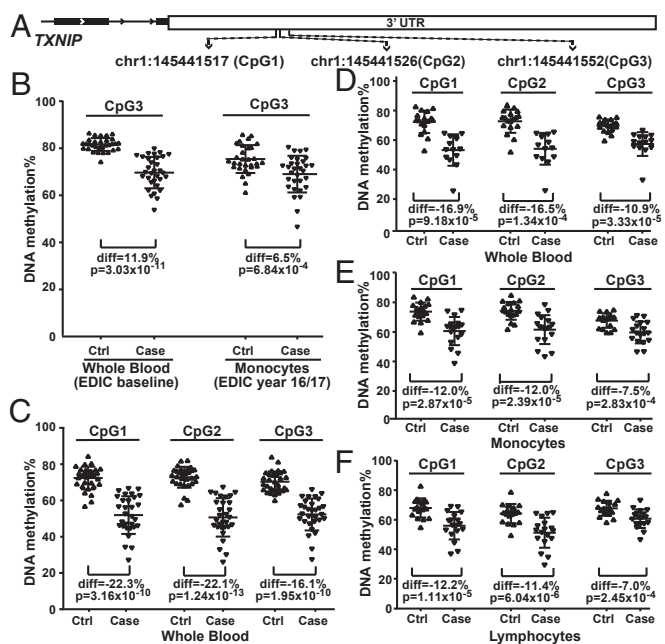 A
TXNIP
3' UTR
chr1:145441517 (CpG1)
chr1:145441526(CpG2)
chr1:145441552(CpG3)
B
CpG3
CpG3
DNA methylation%
100
80
60
40
20
0
diff=11.9%
p=3.03x10-11
diff=6.5%
p=6.84x10-4
Ctrl
Case
Ctrl
Case
Whole Blood
(EDIC baseline)
Monocytes
(EDIC year 16/17)
C
CpG1
CpG2
CpG3
DNA methylation%
100
80
60
40
20
0
diff=-22.3%
p=3.16x10-10
diff=-22.1%
p=1.24x10-13
diff=-16.1%
p=1.95x10-10
Ctrl
Case
Ctrl
Case
Ctrl
Case
Whole Blood
D
CpG1
CpG2
CpG3
DNA methylation%
100
80
60
40
20
0
diff=-16.9%
p=9.18x10-5
diff=-16.5%
p=1.34x10-4
diff=-10.9%
p=3.33x10-5
Ctrl
Case
Ctrl
Case
Ctrl
Case
Whole Blood
E
CpG1
CpG2
CpG3
DNA methylation%
100
80
60
40
20
0
diff=-12.0%
p=2.87x10-5
diff=-12.0%
p=2.39x10-5
diff=-7.5%
p=2.83x10-4
Ctrl
Case
Ctrl
Case
Ctrl
Case
Monocytes
F
CpG1
CpG2
CpG3
DNA methylation%
100
80
60
40
20
0
diff=-12.2%
p=1.11x10-5
diff=-11.4%
p=6.04x10-6
diff=-7.0%
p=2.45x10-4
Ctrl
Case
Ctrl
Case
Ctrl
Case
Lymphocytes